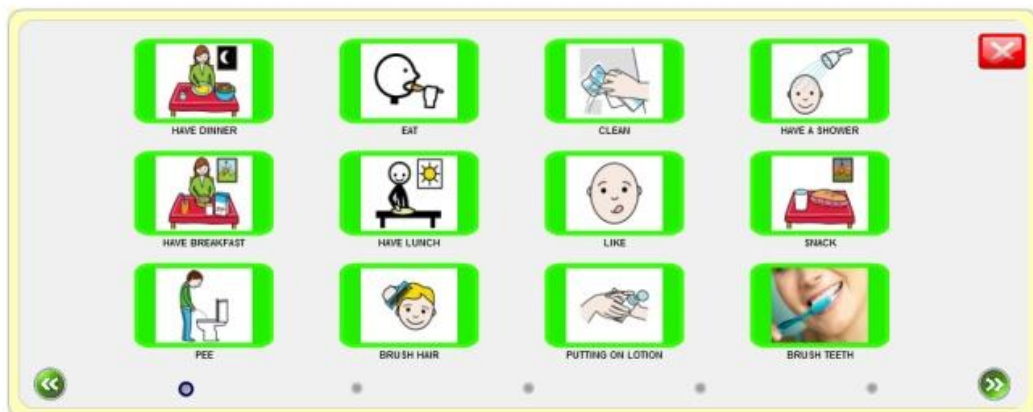 HAVE DINNER
EAT
CLEAN
HAVE A SHOWER
HAVE BREAKFAST
HAVE LUNCH
LIKE
SNACK
PEE
BRUSH HAIR
PUTTING ON LOTION
BRUSH TEETH